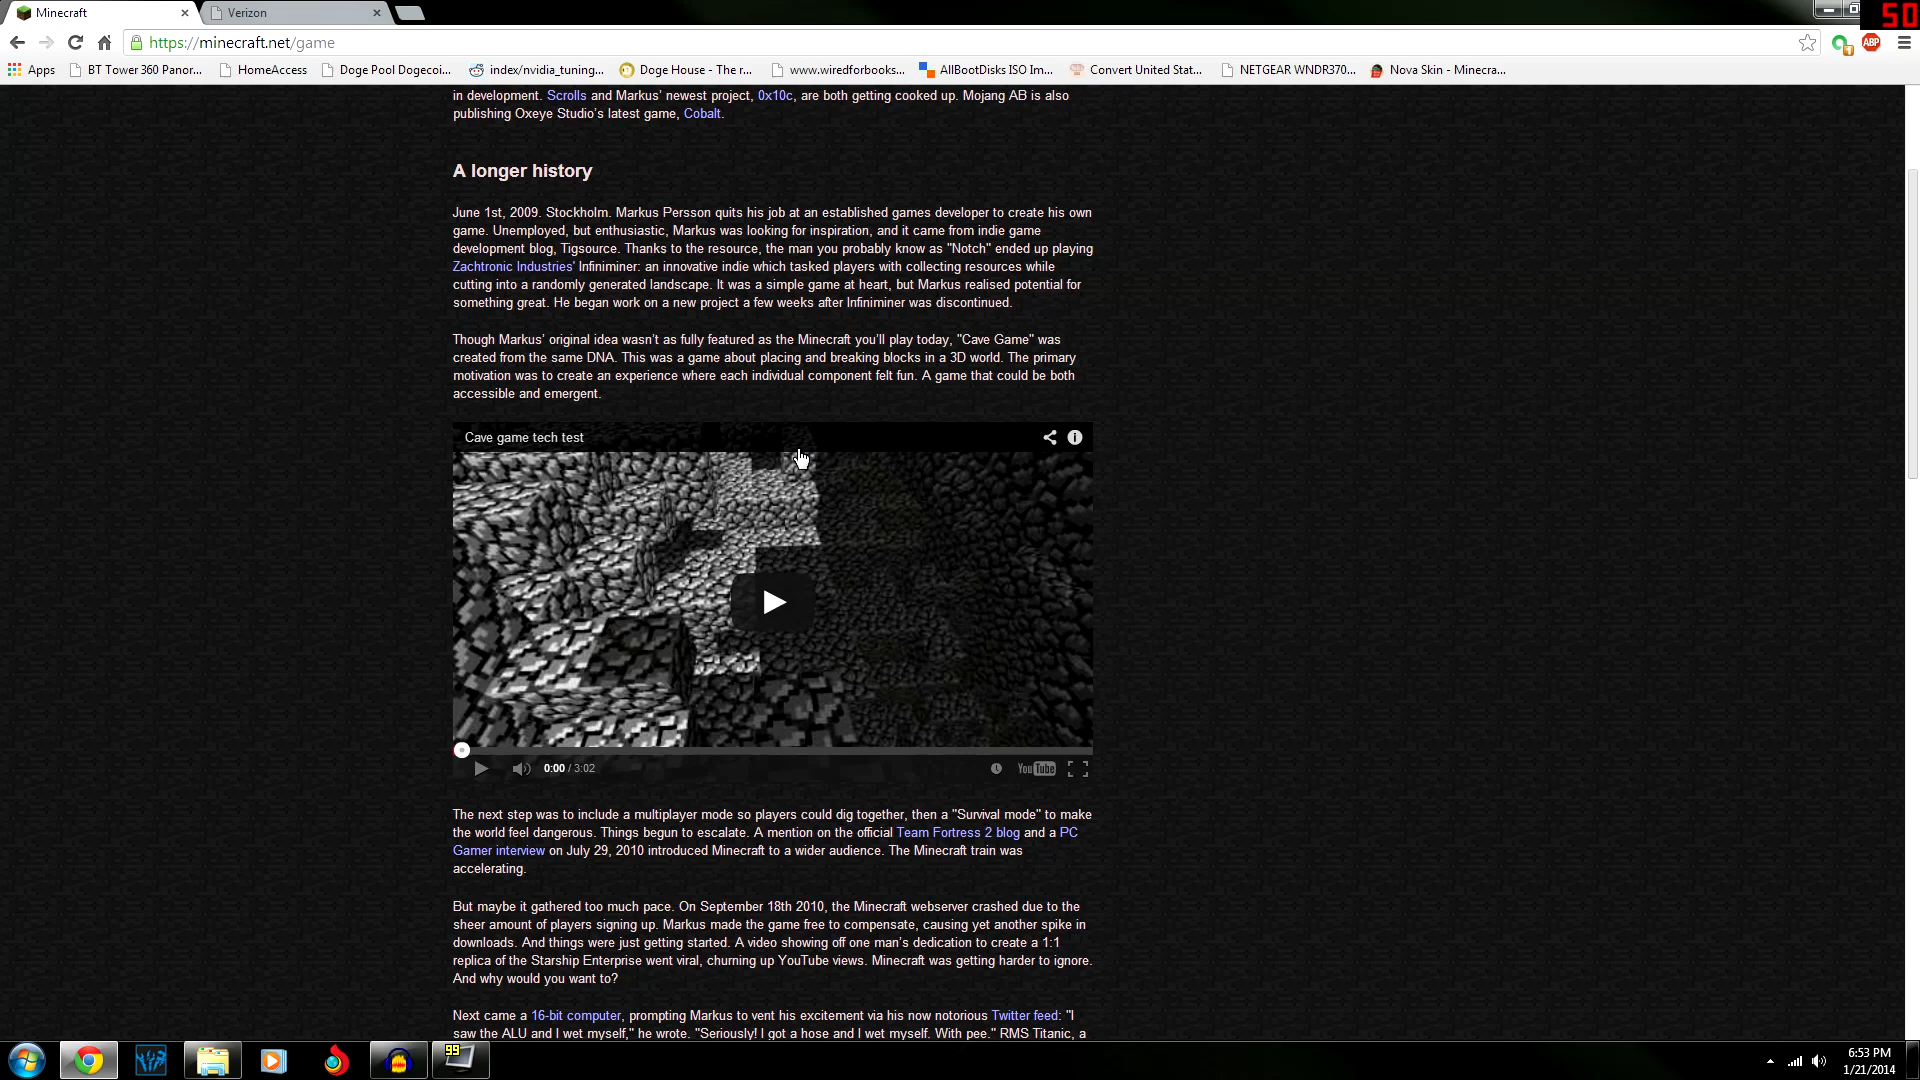 Minecraft
Verizon
50
https://minecraft.net/game
ABP
Apps
BT Tower 360 Panor...
HomeAccess
Doge Pool Dogecoi...
index/nvidia_tuning...
Doge House - The r...
www.wiredforbooks...
AllBootDisks ISO Im...
Convert United Stat...
NETGEAR WNDR370...
Nova Skin - Minecra...
in development. Scrolls and Markus' newest project, 0x10c, are both getting cooked up. Mojang AB is also
publishing Oxeye Studio's latest game, Cobalt.
A longer history
June 1st, 2009. Stockholm. Markus Persson quits his job at an established games developer to create his own
game. Unemployed, but enthusiastic, Markus was looking for inspiration, and it came from indie game
development blog, Tigsource. Thanks to the resource, the man you probably know as "Notch" ended up playing
Zachtronic Industries' Infiniminer: an innovative indie which tasked players with collecting resources while
cutting into a randomly generated landscape. It was a simple game at heart, but Markus realised potential for
something great. He began work on a new project a few weeks after Infiniminer was discontinued.
Though Markus' original idea wasn't as fully featured as the Minecraft you'll play today, "Cave Game" was
created from the same DNA. This was a game about placing and breaking blocks in a 3D world. The primary
motivation was to create an experience where each individual component felt fun. A game that could be both
accessible and emergent.
Cave game tech test
0:00 / 3:02
YouTube
The next step was to include a multiplayer mode so players could dig together, then a "Survival mode" to make
the world feel dangerous. Things begun to escalate. A mention on the official Team Fortress 2 blog and a PC
Gamer interview on July 29, 2010 introduced Minecraft to a wider audience. The Minecraft train was
accelerating.
But maybe it gathered too much pace. On September 18th 2010, the Minecraft webserver crashed due to the
sheer amount of players signing up. Markus made the game free to compensate, causing yet another spike in
downloads. And things were just getting started. A video showing off one man's dedication to create a 1:1
replica of the Starship Enterprise went viral, churning up YouTube views. Minecraft was getting harder to ignore.
And why would you want to?
Next came a 16-bit computer, prompting Markus to vent his excitement via his now notorious Twitter feed: "I
saw the ALU and I wet myself," he wrote. "Seriously! I got a hose and I wet myself. With pee." RMS Titanic, a
99
6:53 PM
1/21/2014